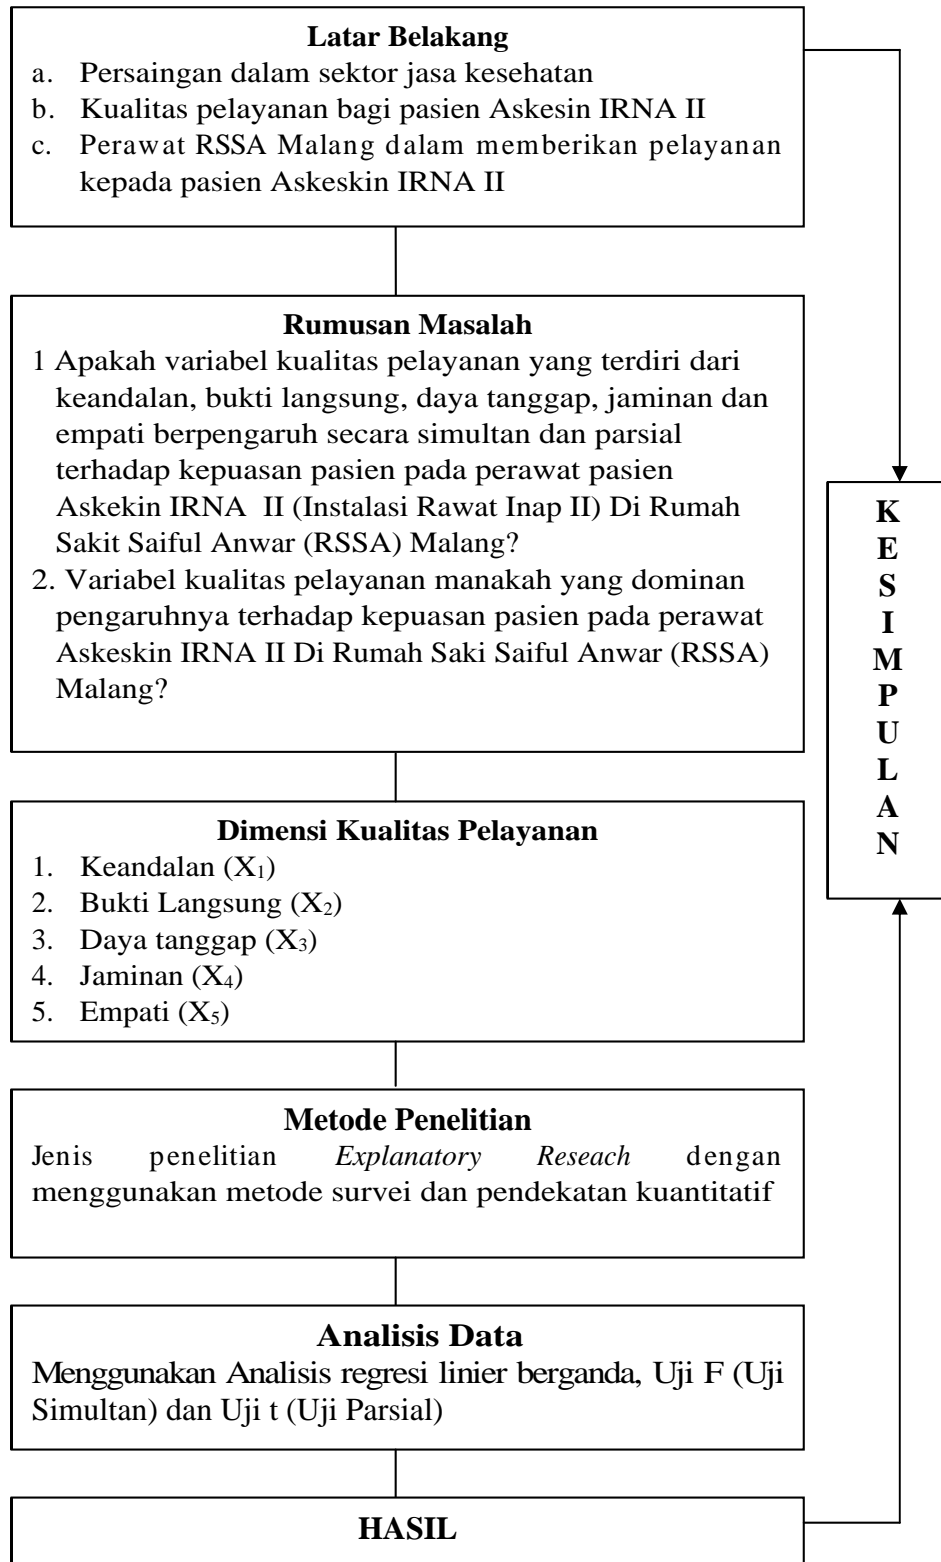 Latar Belakang
a. Persaingan dalam sektor jasa kesehatan
b. Kualitas pelayanan bagi pasien Askesin IRNA II
c. Perawat RSSA Malang dalam memberikan pelayanan
kepada pasien Askeskin IRNA II
Rumusan Masalah
1 Apakah variabel kualitas pelayanan yang terdiri dari
keandalan, bukti langsung, daya tanggap, jaminan dan
empati berpengaruh secara simultan dan parsial
terhadap kepuasan pasien pada perawat pasien
Askekin IRNA II (Instalasi Rawat Inap II) Di Rumah
Sakit Saiful Anwar (RSSA) Malang?
2. Variabel kualitas pelayanan manakah yang dominan
pengaruhnya terhadap kepuasan pasien pada perawat
Askeskin IRNA II Di Rumah Saki Saiful Anwar (RSSA)
Malang?
Dimensi Kualitas Pelayanan
1. Keandalan (X₁)
2. Bukti Langsung (X₂)
3. Daya tanggap (X₃)
4. Jaminan (X₄)
5. Empati (X₅)
Metode Penelitian
Jenis penelitian Explanatory Reseach dengan
menggunakan metode survei dan pendekatan kuantitatif
Analisis Data
Menggunakan Analisis regresi linier berganda, Uji F (Uji
Simultan) dan Uji t (Uji Parsial)
HASIL
K
E
S
I
M
P
U
L
A
N